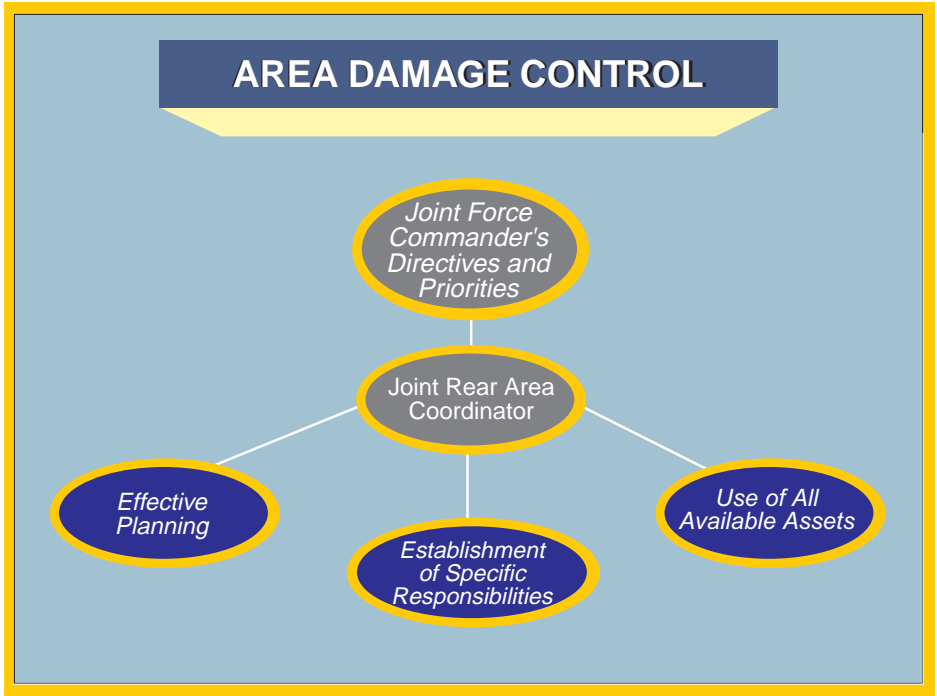 AREA DAMAGE CONTROL
Joint Force
Commander's
Directives and
Priorities
Joint Rear Area
Coordinator
Effective
Planning
Establishment
of Specific
Responsibilities
Use of All
Available Assets